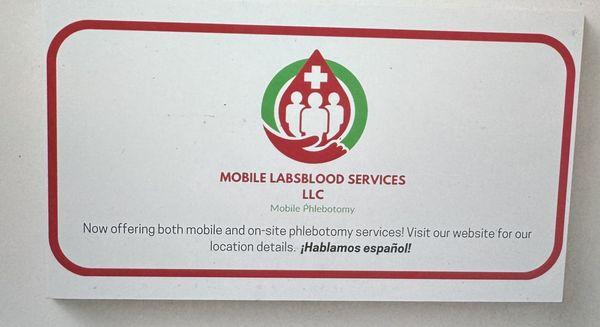 MOBILE LABSBLOOD SERVICES
LLC
Mobile Phlebotomy
Now offering both mobile and on-site phlebotomy services! Visit our website for our
location details. ¡Hablamos español!